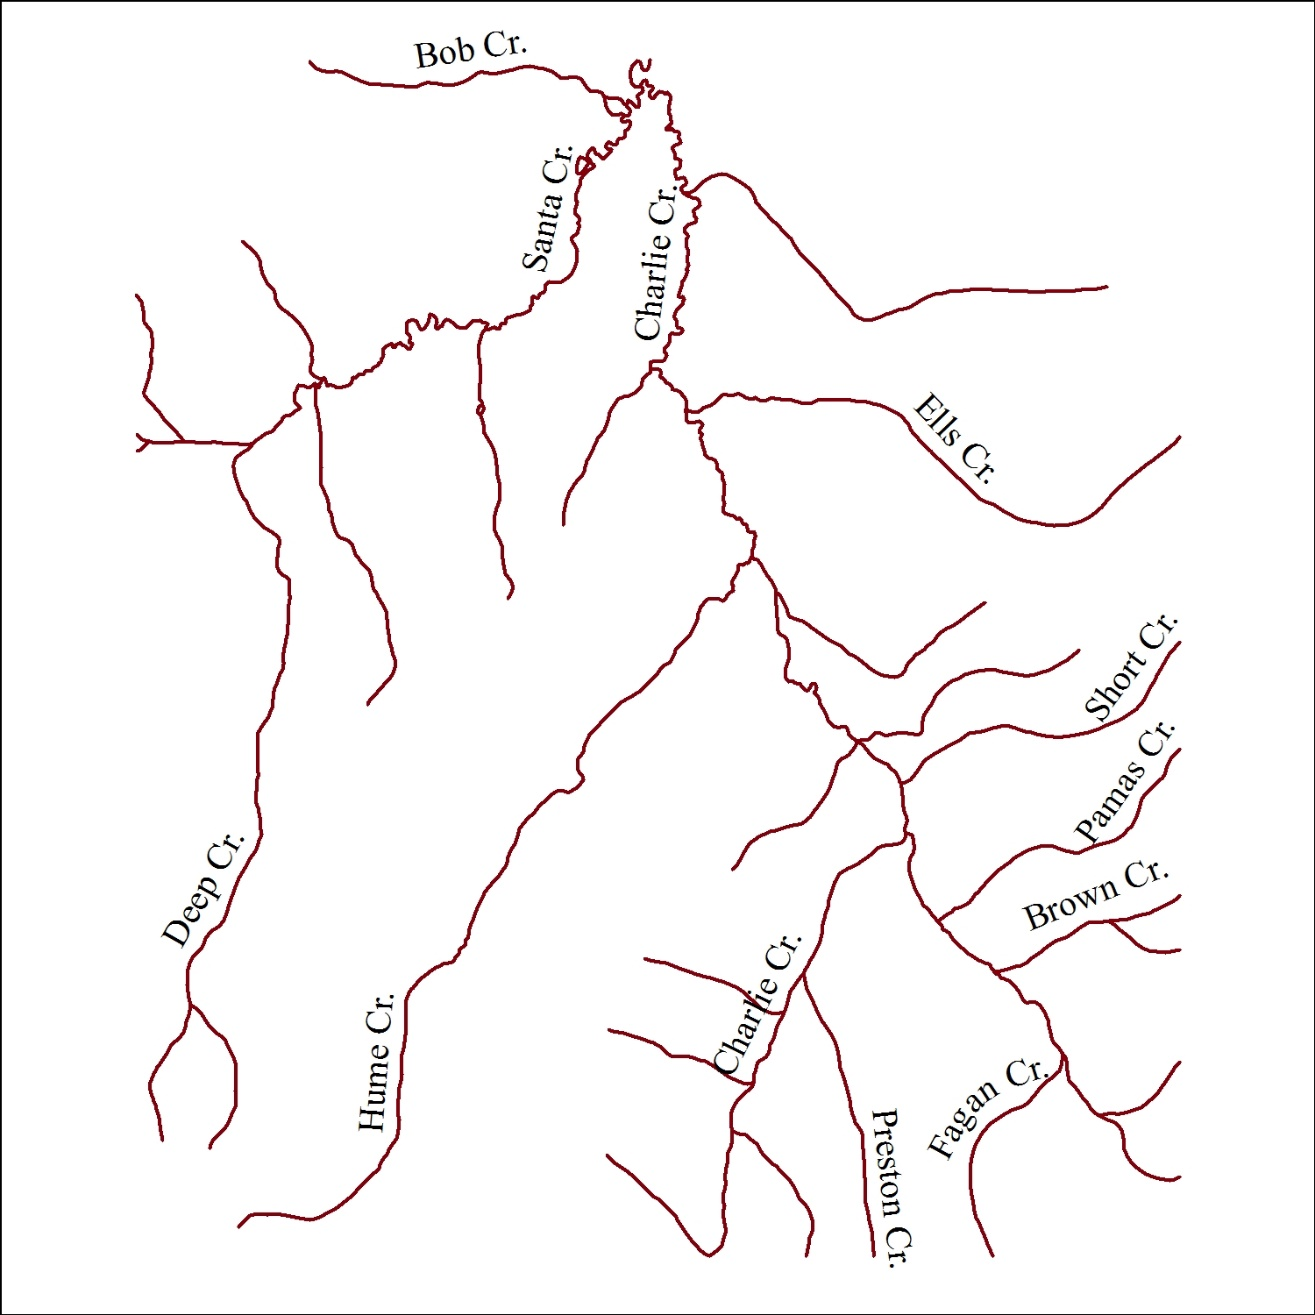 Bob Cr.
Santa Cr.
Charlie Cr.
Ells Cr.
Short Cr.
Pamas Cr.
Brown Cr.
Deep Cr.
Charlie Cr.
Hume Cr.
Fagan Cr.
Preston Cr.